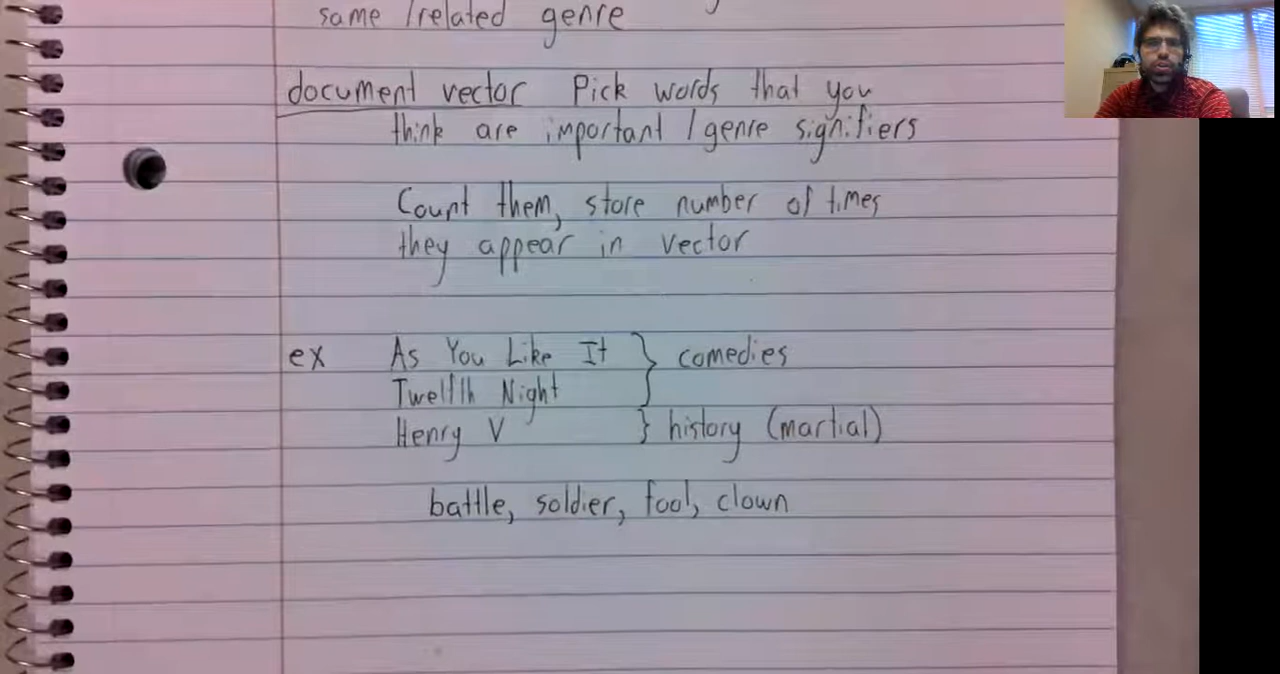 same /related genre
document vector Pick words that you
think are important / genre signifiers
Count them, store number of times
they appear in vector
ex As You Like It } comedies
Twelfth Night
Henry V } history (martial)
battle, soldier, fool, clown